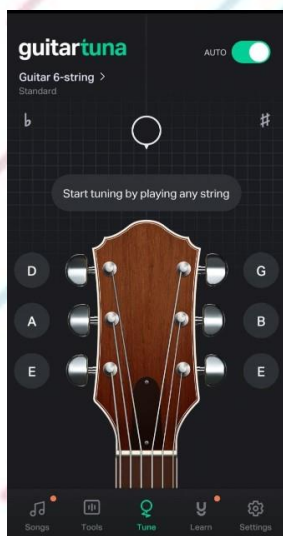 guitartuna
AUTO
Guitar 6-string >
Standard
♭ ♯
Start tuning by playing any string
D G
A B
E E
Songs Tools Tune Learn Settings